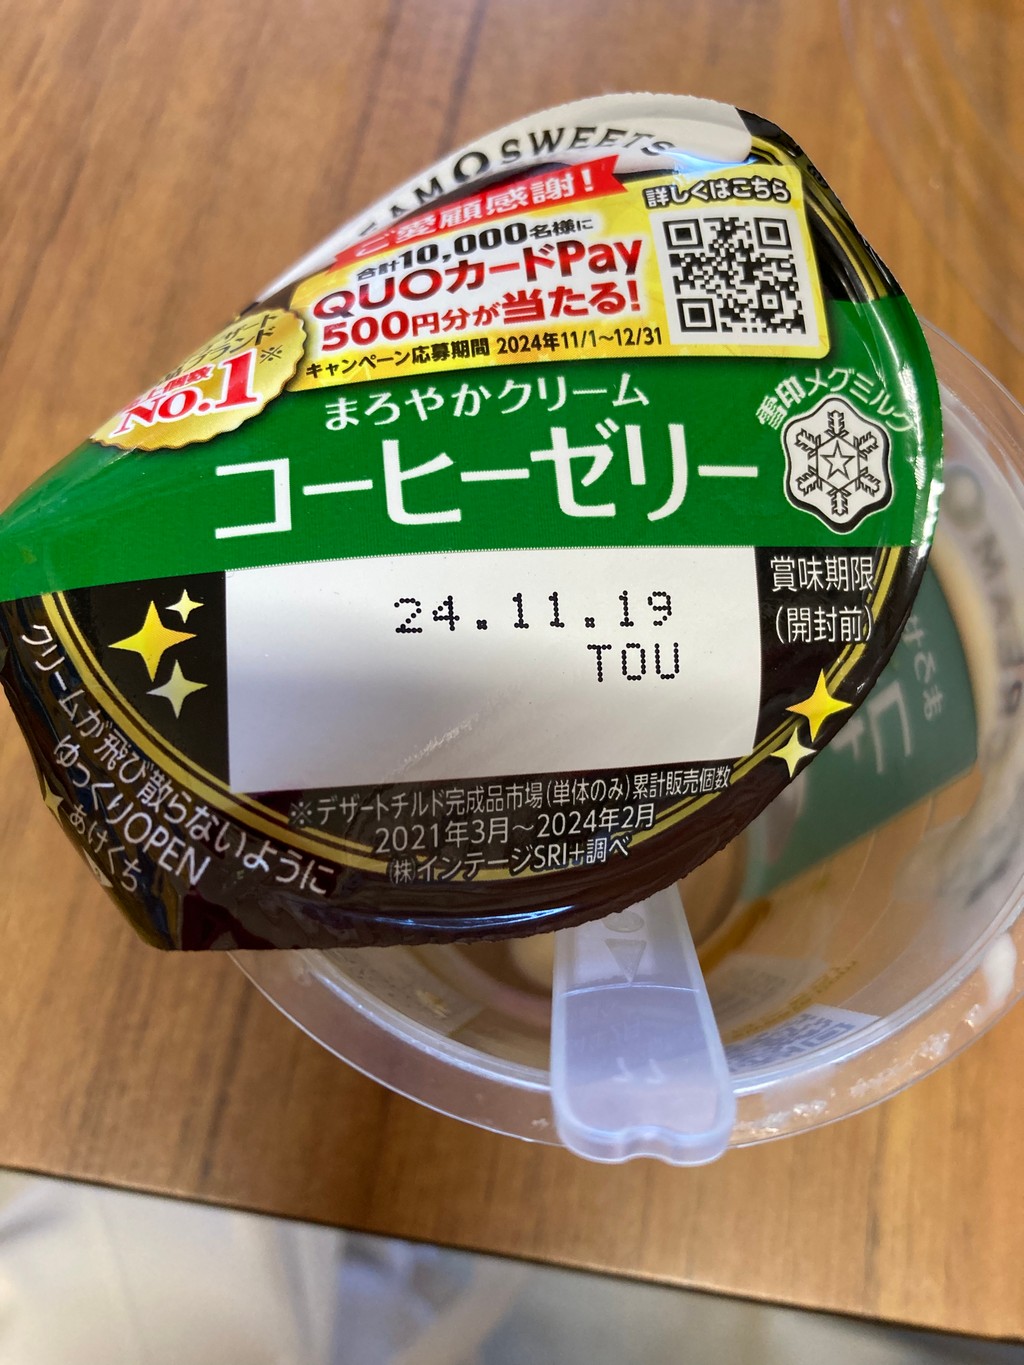 SWEETS
ご愛顧感謝!
合計10,000名様に
QUOカードPay
500円分が当たる!
キャンペーン応募期間 2024年11/1~12/31
詳しくはこちら
NO.1
※
まろやかクリーム
コーヒーゼリー
雪印メグミルク
賞味期限
(開封前)
24.11.19
TOU
※デザートチルド完成品市場(単体のみ)累計販売個数
2021年3月~2024年2月
(株)インテージSRI+調べ
クリームが飛び散らないように
ゆっくりOPEN
あけくち